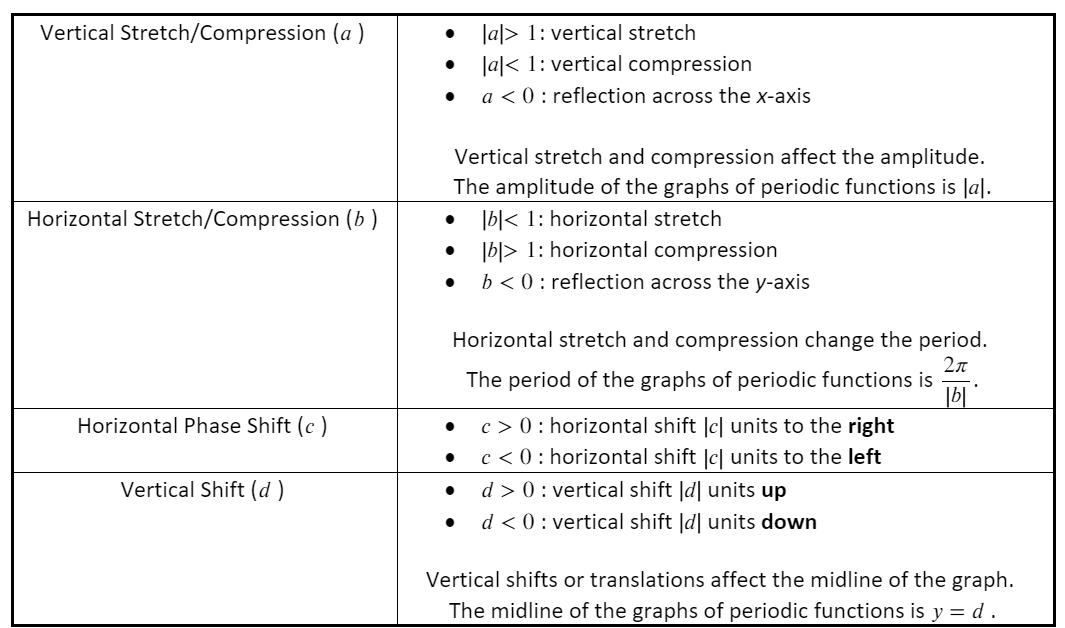 Vertical Stretch/Compression (a )
• |a|> 1: vertical stretch
• |a|< 1: vertical compression
• a < 0 : reflection across the x-axis
Vertical stretch and compression affect the amplitude.
The amplitude of the graphs of periodic functions is |a|.
Horizontal Stretch/Compression (b )
• |b|< 1: horizontal stretch
• |b|> 1: horizontal compression
• b < 0 : reflection across the y-axis
Horizontal stretch and compression change the period.
The period of the graphs of periodic functions is 2π/|b| .
Horizontal Phase Shift (c )
• c > 0 : horizontal shift |c| units to the right
• c < 0 : horizontal shift |c| units to the left
Vertical Shift (d )
• d > 0 : vertical shift |d| units up
• d < 0 : vertical shift |d| units down
Vertical shifts or translations affect the midline of the graph.
The midline of the graphs of periodic functions is y = d .